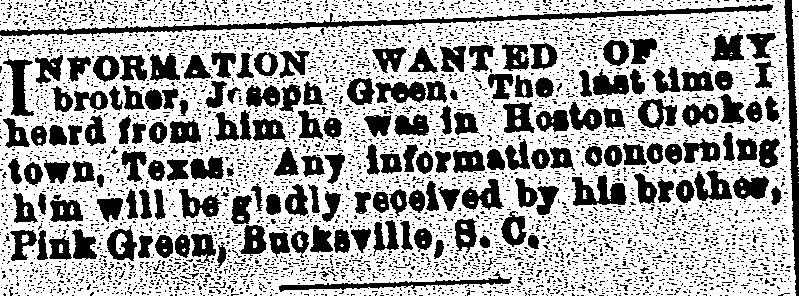 INFORMATION WANTED OF MY
brother, Joseph Green. The last time I
heard from him he was in Hoston Crocket
town, Texas. Any information concerning
him will be gladly received by his brother,
Pink Green, Bucksville, S. C.